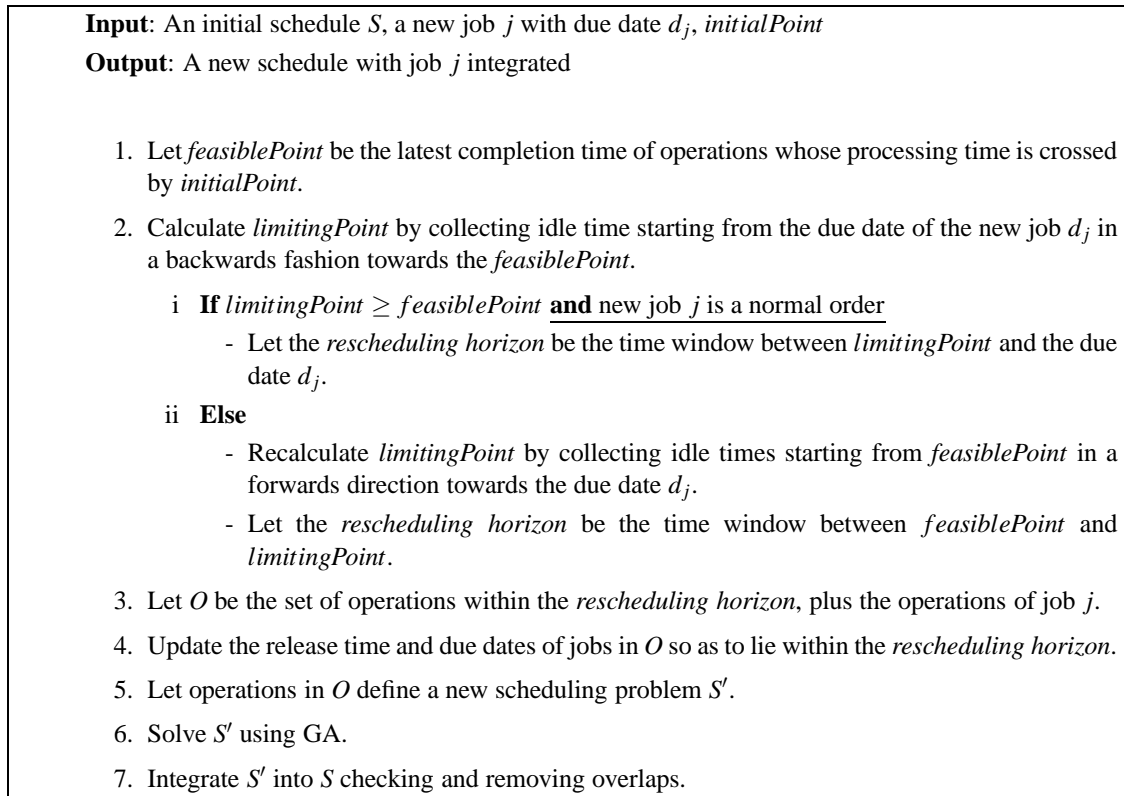 Input: An initial schedule S, a new job j with due date d_j, initialPoint
Output: A new schedule with job j integrated
1. Let feasiblePoint be the latest completion time of operations whose processing time is crossed
by initialPoint.
2. Calculate limitingPoint by collecting idle time starting from the due date of the new job d_j in
a backwards fashion towards the feasiblePoint.
i If limitingPoint ≥ feasiblePoint and new job j is a normal order
- Let the rescheduling horizon be the time window between limitingPoint and the due
date d_j.
ii Else
- Recalculate limitingPoint by collecting idle times starting from feasiblePoint in a
forwards direction towards the due date d_j.
- Let the rescheduling horizon be the time window between feasiblePoint and
limitingPoint.
3. Let O be the set of operations within the rescheduling horizon, plus the operations of job j.
4. Update the release time and due dates of jobs in O so as to lie within the rescheduling horizon.
5. Let operations in O define a new scheduling problem S′.
6. Solve S′ using GA.
7. Integrate S′ into S checking and removing overlaps.